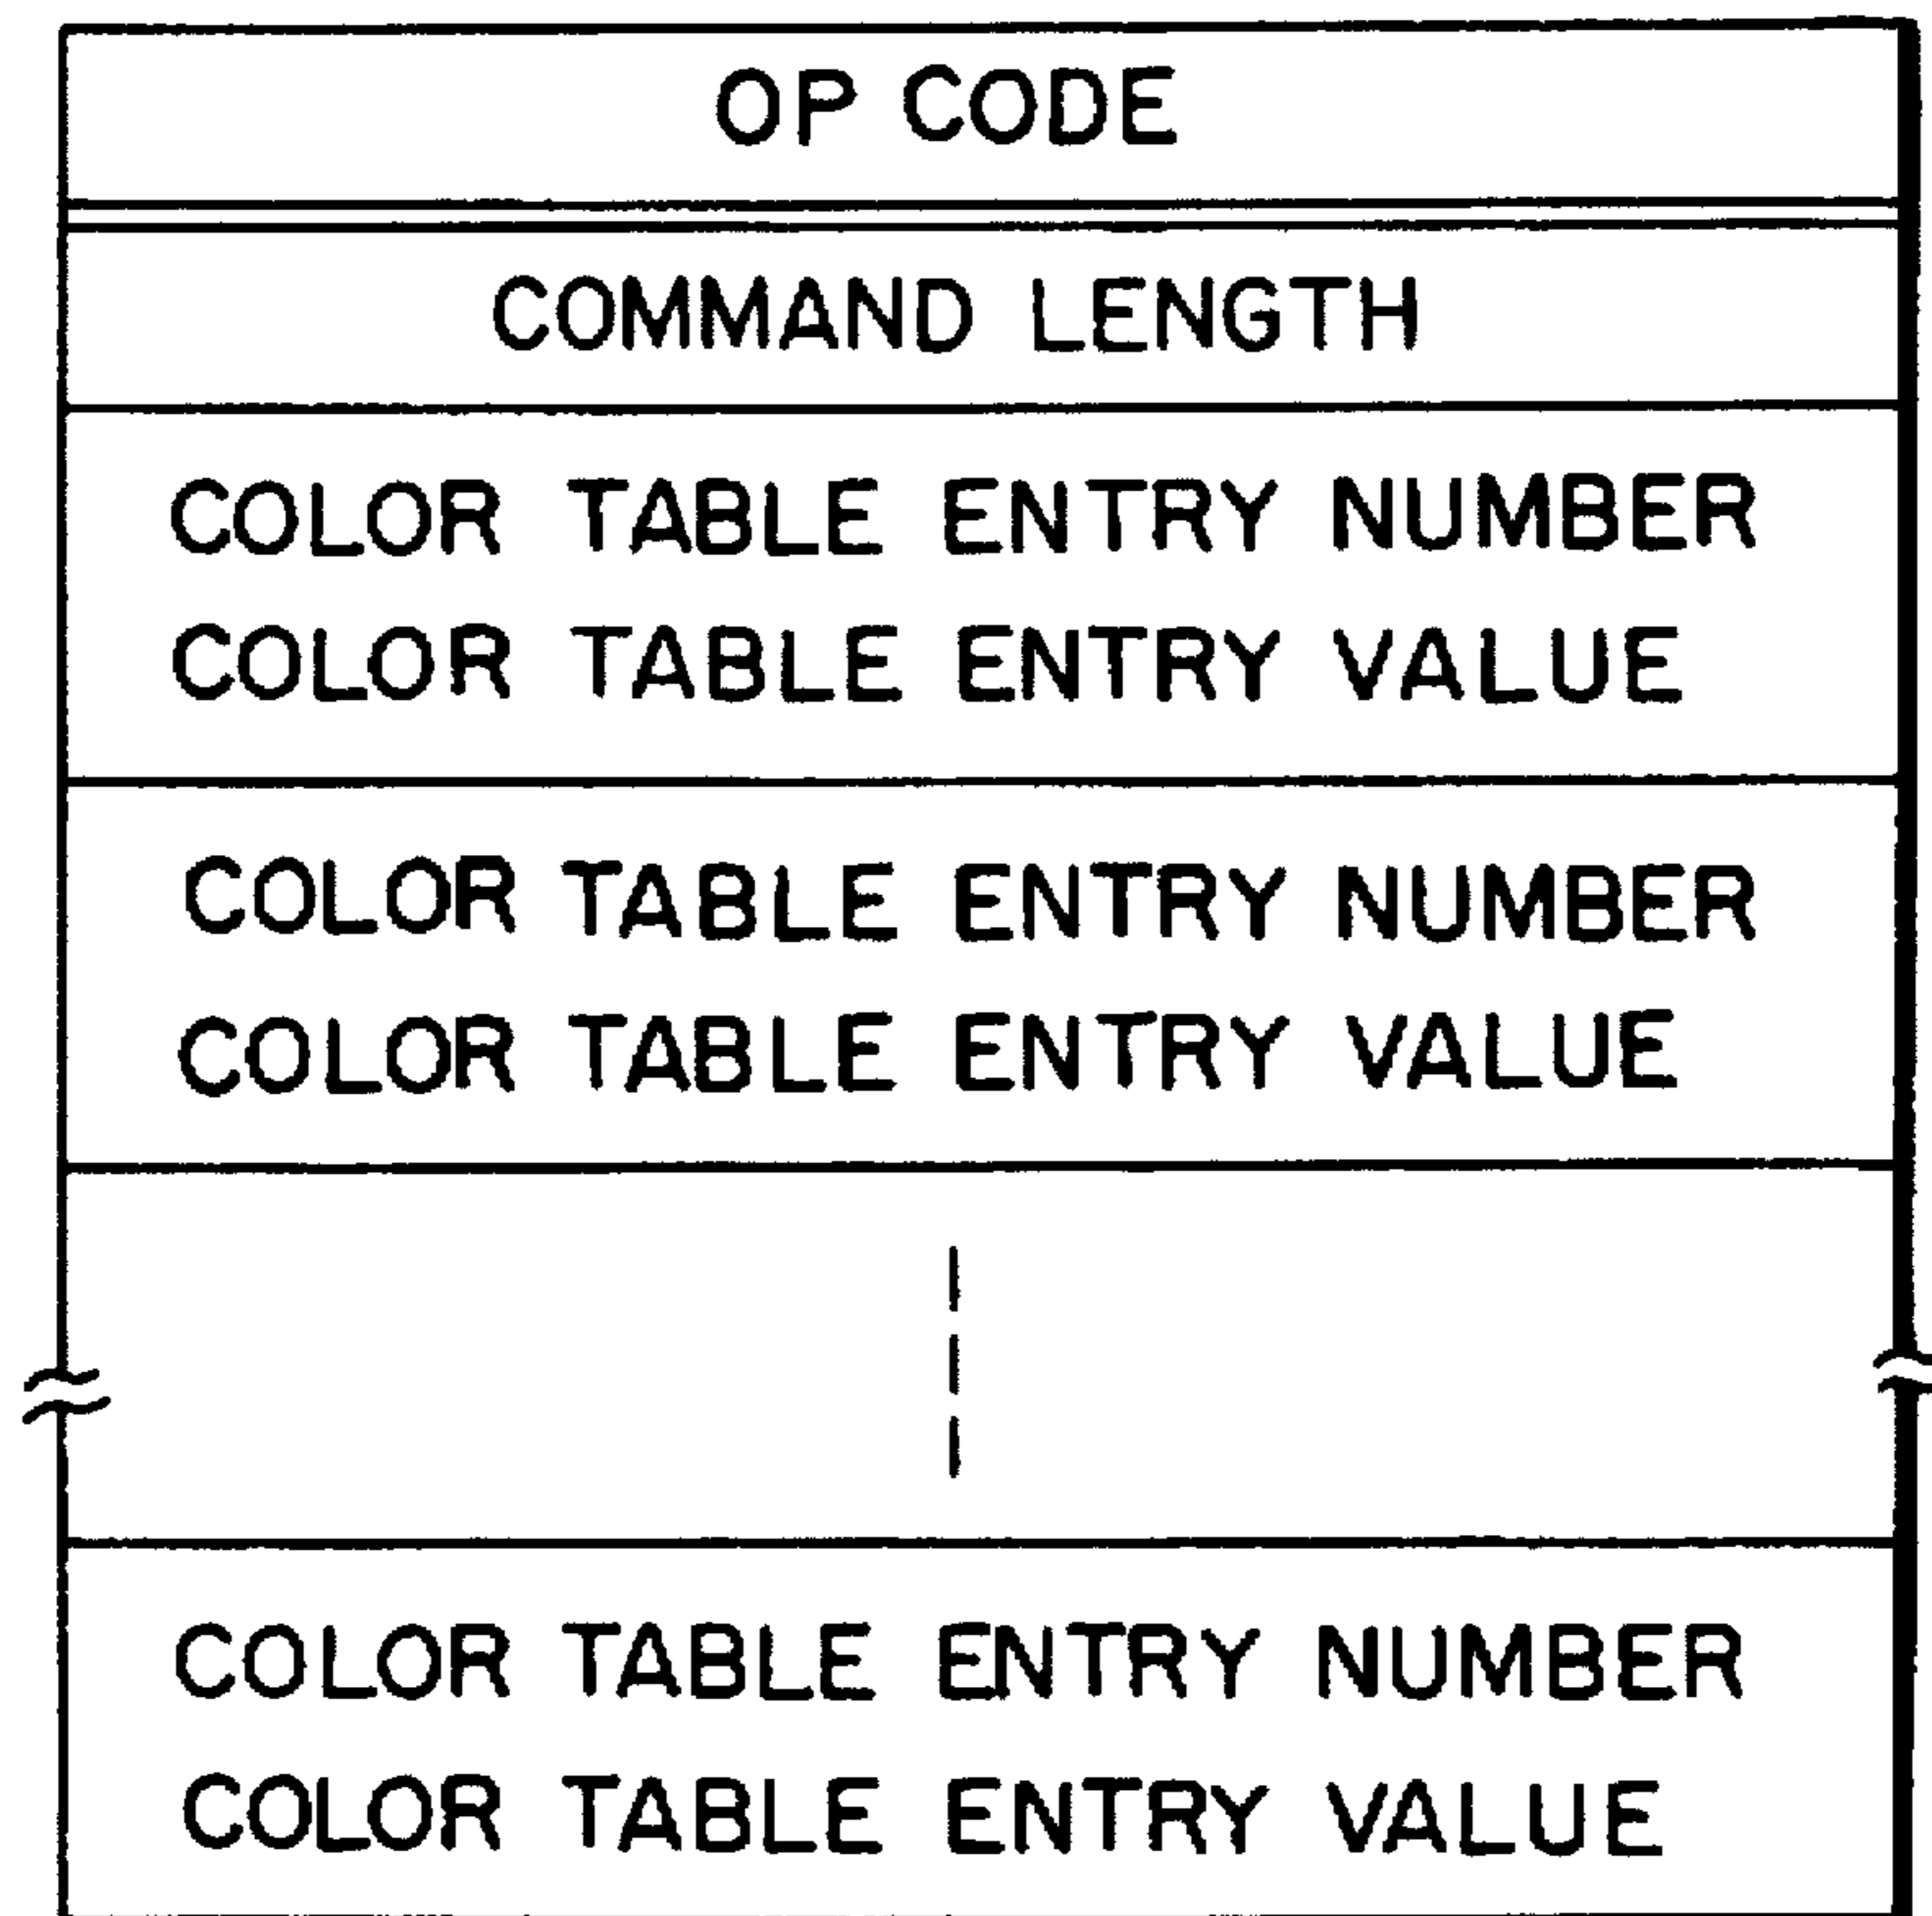 OP CODE
COMMAND LENGTH
COLOR TABLE ENTRY NUMBER
COLOR TABLE ENTRY VALUE
COLOR TABLE ENTRY NUMBER
COLOR TABLE ENTRY VALUE
COLOR TABLE ENTRY NUMBER
COLOR TABLE ENTRY VALUE